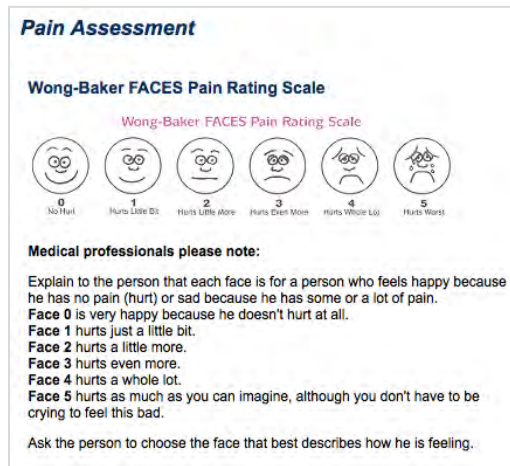 Pain Assessment
Wong-Baker FACES Pain Rating Scale
Wong-Baker FACES Pain Rating Scale
0 1 2 3 4 5
No Hurt Hurts Little Bit Hurts Little More Hurts Even More Hurts Whole Lot Hurts Worst
Medical professionals please note:
Explain to the person that each face is for a person who feels happy because
he has no pain (hurt) or sad because he has some or a lot of pain.
Face 0 is very happy because he doesn't hurt at all.
Face 1 hurts just a little bit.
Face 2 hurts a little more.
Face 3 hurts even more.
Face 4 hurts a whole lot.
Face 5 hurts as much as you can imagine, although you don't have to be
crying to feel this bad.
Ask the person to choose the face that best describes how he is feeling.